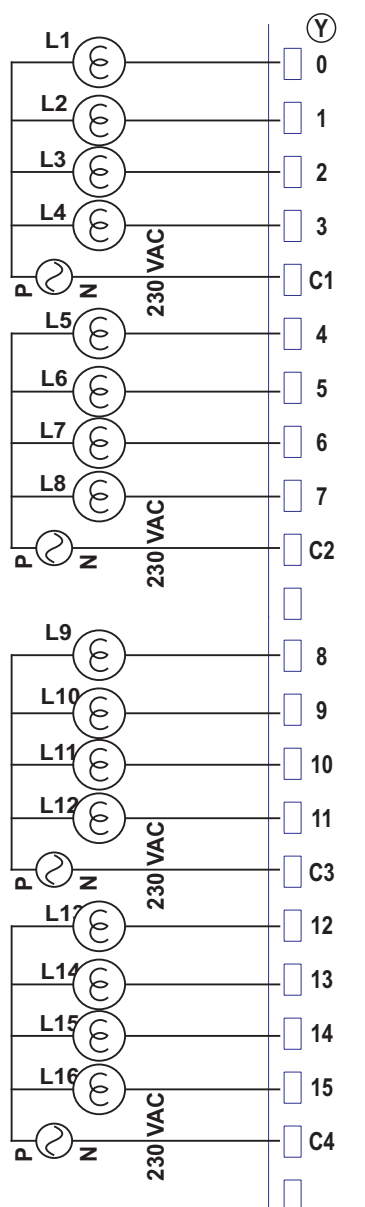 Y
L1 0
L2 1
L3 2
L4 3
P N 230 VAC C1
L5 4
L6 5
L7 6
L8 7
P N 230 VAC C2
L9 8
L10 9
L11 10
L12 11
P N 230 VAC C3
L13 12
L14 13
L15 14
L16 15
P N 230 VAC C4